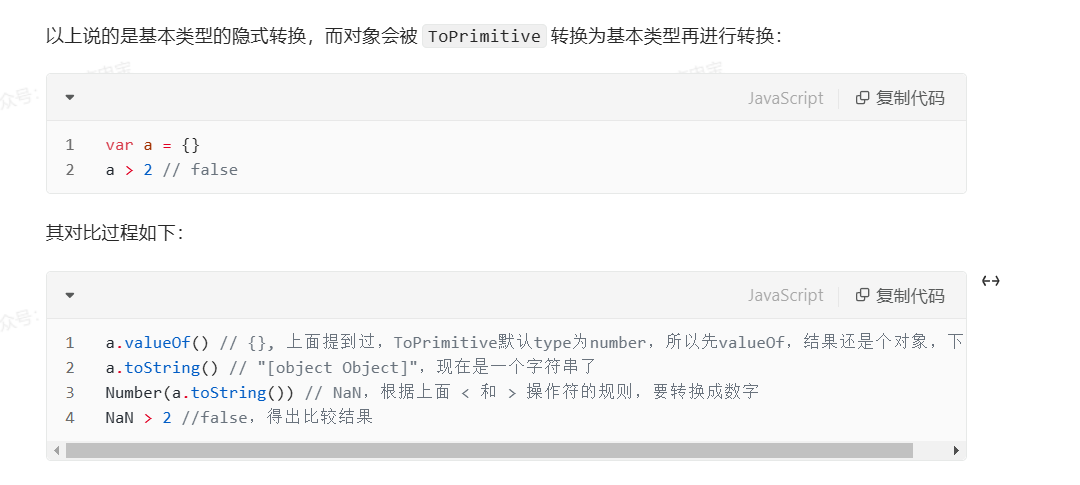 以上说的是基本类型的隐式转换，而对象会被 ToPrimitive 转换为基本类型再进行转换：
JavaScript 复制代码
1 var a = {}
2 a > 2 // false
其对比过程如下：
JavaScript 复制代码
1 a.valueOf() // {}, 上面提到过，ToPrimitive默认type为number，所以先valueOf，结果还是个对象，下
2 a.toString() // "[object Object]"，现在是一个字符串了
3 Number(a.toString()) // NaN，根据上面 < 和 > 操作符的规则，要转换成数字
4 NaN > 2 //false，得出比较结果